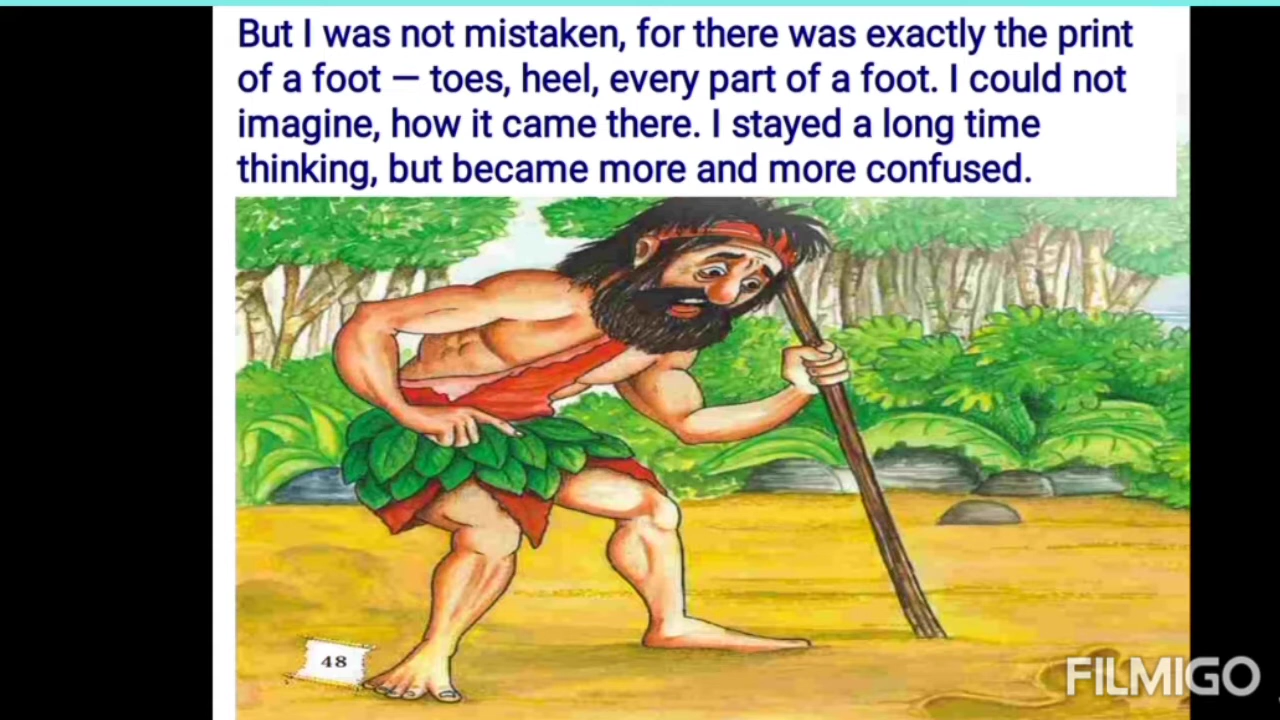 But I was not mistaken, for there was exactly the print
of a foot — toes, heel, every part of a foot. I could not
imagine, how it came there. I stayed a long time
thinking, but became more and more confused.
48
FILMIGO